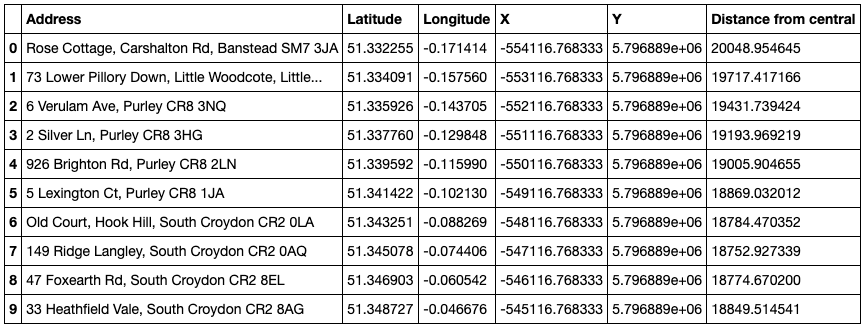 Address Latitude Longitude X Y Distance from central
0 Rose Cottage, Carshalton Rd, Banstead SM7 3JA 51.332255 -0.171414 -554116.768333 5.796889e+06 20048.954645
1 73 Lower Pillory Down, Little Woodcote, Little... 51.334091 -0.157560 -553116.768333 5.796889e+06 19717.417166
2 6 Verulam Ave, Purley CR8 3NQ 51.335926 -0.143705 -552116.768333 5.796889e+06 19431.739424
3 2 Silver Ln, Purley CR8 3HG 51.337760 -0.129848 -551116.768333 5.796889e+06 19193.969219
4 926 Brighton Rd, Purley CR8 2LN 51.339592 -0.115990 -550116.768333 5.796889e+06 19005.904655
5 5 Lexington Ct, Purley CR8 1JA 51.341422 -0.102130 -549116.768333 5.796889e+06 18869.032012
6 Old Court, Hook Hill, South Croydon CR2 0LA 51.343251 -0.088269 -548116.768333 5.796889e+06 18784.470352
7 149 Ridge Langley, South Croydon CR2 0AQ 51.345078 -0.074406 -547116.768333 5.796889e+06 18752.927339
8 47 Foxearth Rd, South Croydon CR2 8EL 51.346903 -0.060542 -546116.768333 5.796889e+06 18774.670200
9 33 Heathfield Vale, South Croydon CR2 8AG 51.348727 -0.046676 -545116.768333 5.796889e+06 18849.514541